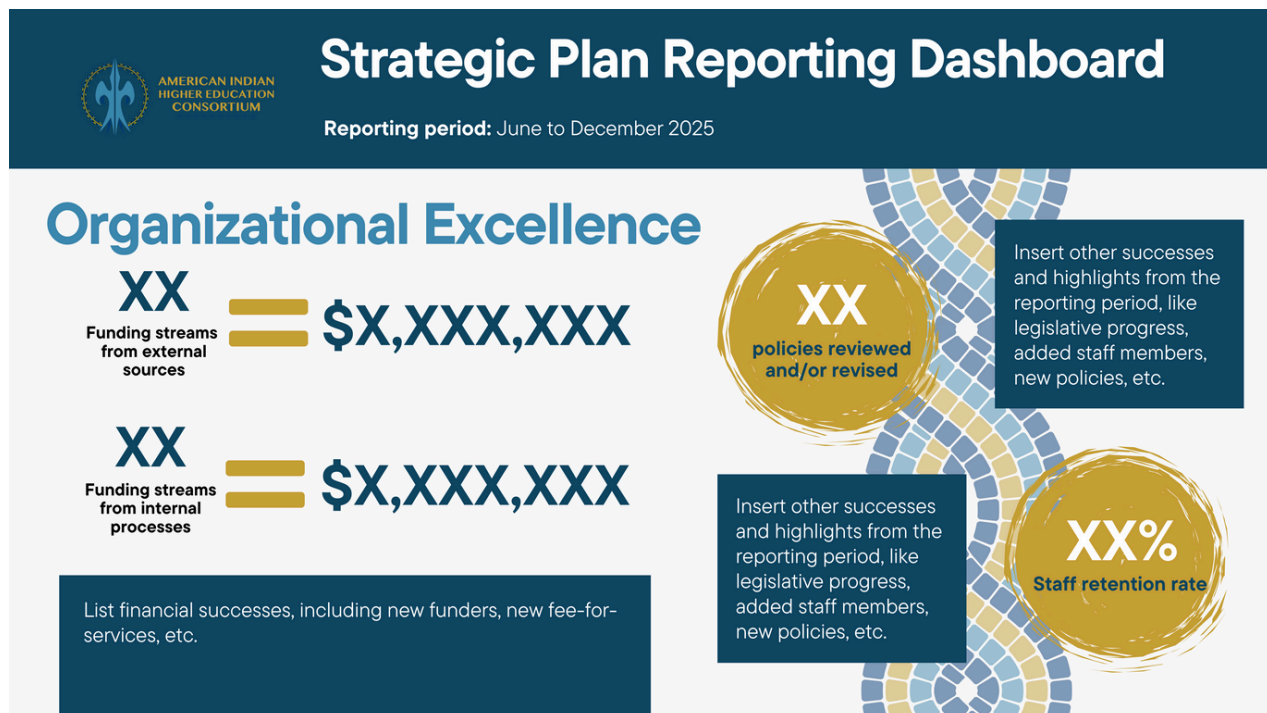 AMERICAN INDIAN
HIGHER EDUCATION
CONSORTIUM
Strategic Plan Reporting Dashboard
Reporting period: June to December 2025
Organizational Excellence
XX
Funding streams
from external
sources
$X,XXX,XXX
XX
Funding streams
from internal
processes
$X,XXX,XXX
List financial successes, including new funders, new fee-for-
services, etc.
XX
policies reviewed
and/or revised
Insert other successes
and highlights from the
reporting period, like
legislative progress,
added staff members,
new policies, etc.
Insert other successes
and highlights from the
reporting period, like
legislative progress,
added staff members,
new policies, etc.
XX%
Staff retention rate